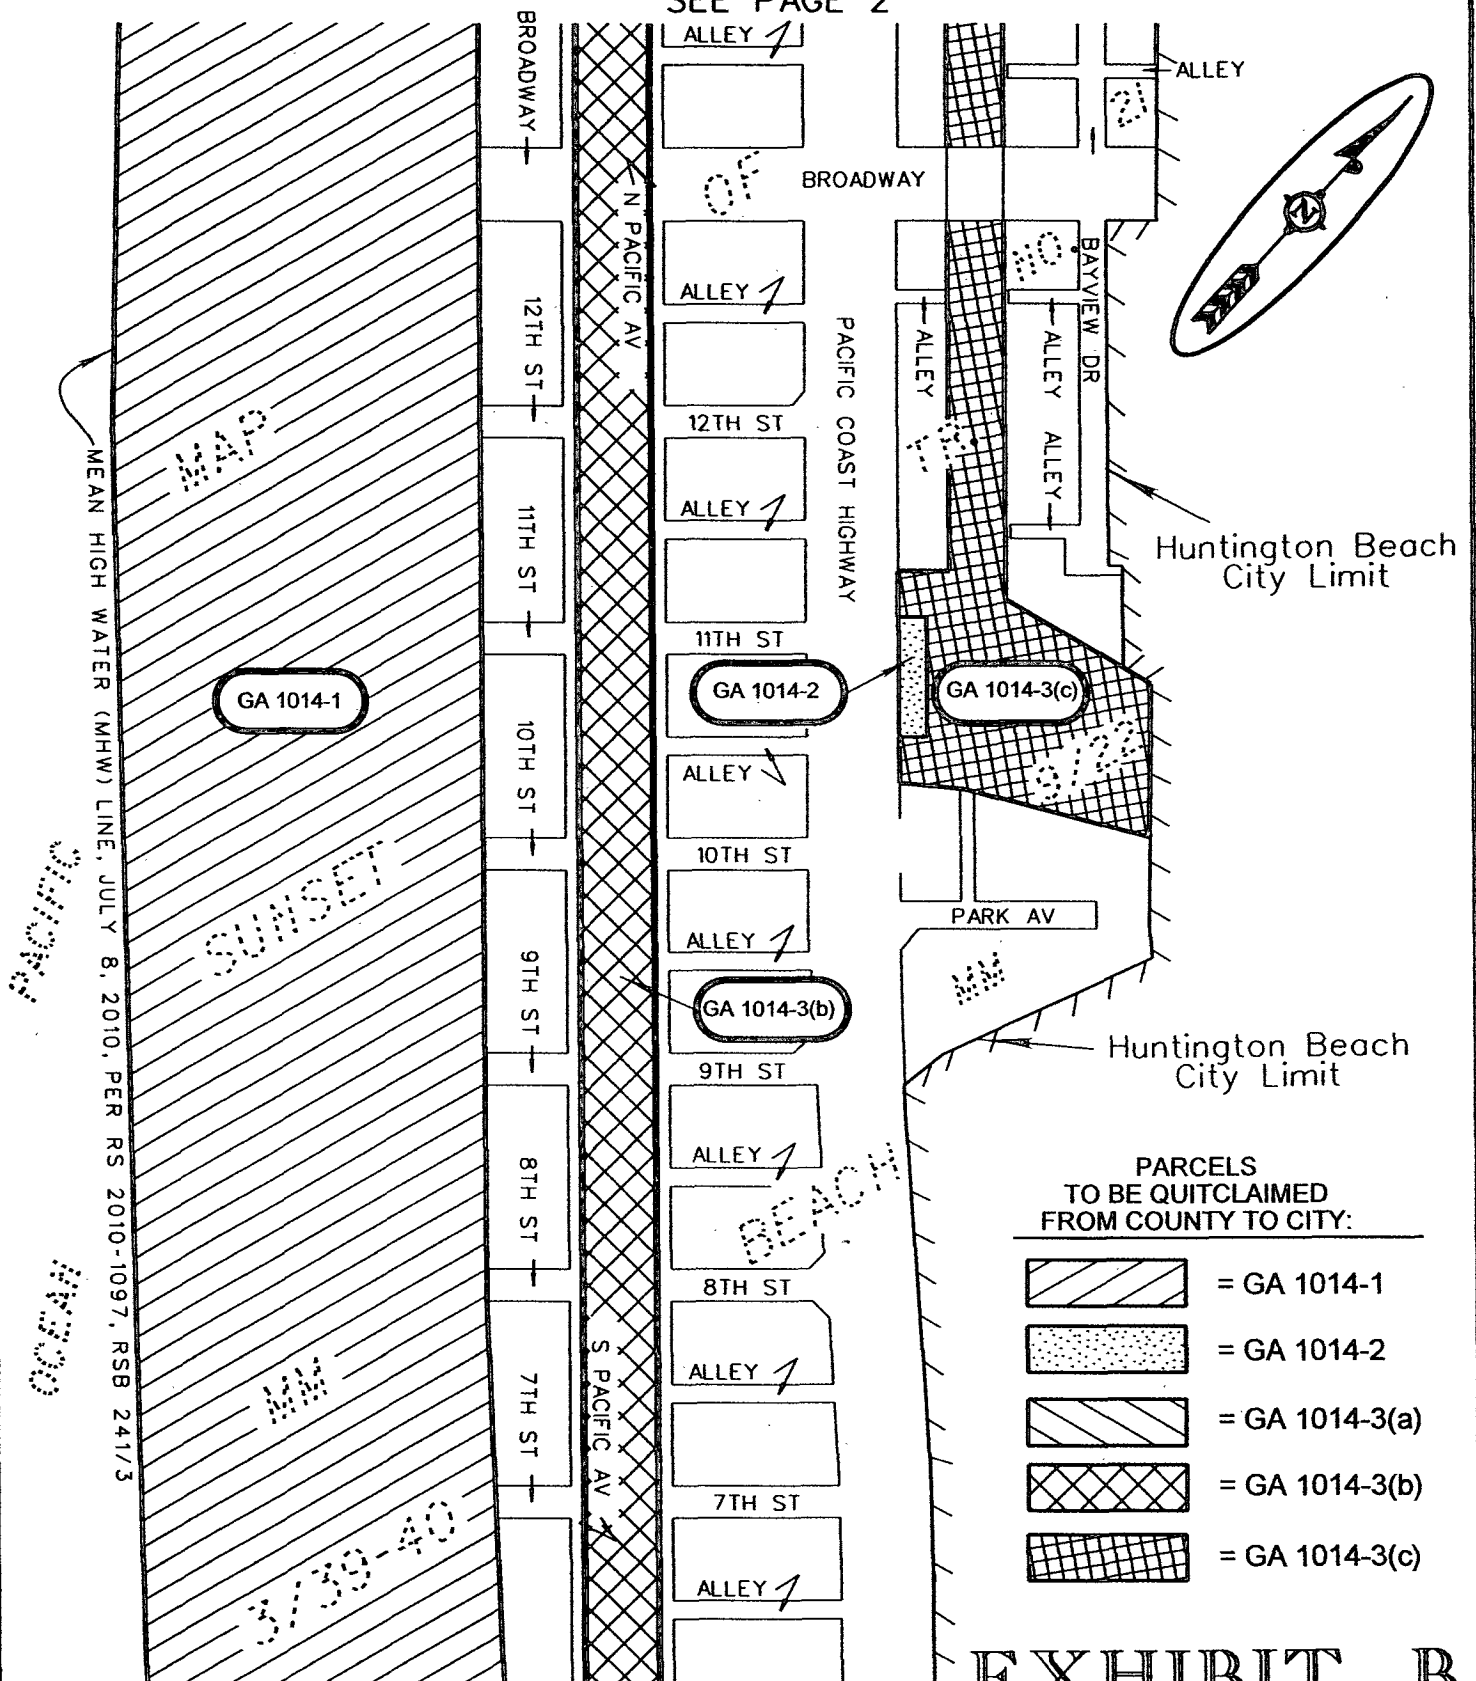 SEE PAGE 2
BROADWAY
ALLEY
ALLEY
21
N
OF
BROADWAY
N PACIFIC AV
HO.
BAYVIEW DR
ALLEY
12TH ST
PACIFIC COAST HIGHWAY
ALLEY
ALLEY
ALLEY
12TH ST
MAP
TR.
11TH ST
ALLEY
Huntington Beach
City Limit
MEAN HIGH WATER (MHW) LINE, JULY 8, 2010, PER RS 2010-1097, RSB 241/3
11TH ST
GA 1014-1
GA 1014-2
GA 1014-3(c)
10TH ST
ALLEY
9/22
10TH ST
PACIFIC
SUNSET
PARK AV
ALLEY
9TH ST
MM
GA 1014-3(b)
Huntington Beach
City Limit
9TH ST
ALLEY
8TH ST
BEACH
PARCELS
TO BE QUITCLAIMED
FROM COUNTY TO CITY:
8TH ST
= GA 1014-1
OCEAN
S PACIFIC AV
ALLEY
= GA 1014-2
MM
7TH ST
= GA 1014-3(a)
7TH ST
= GA 1014-3(b)
3/39-40
= GA 1014-3(c)
ALLEY
EXHIBIT B